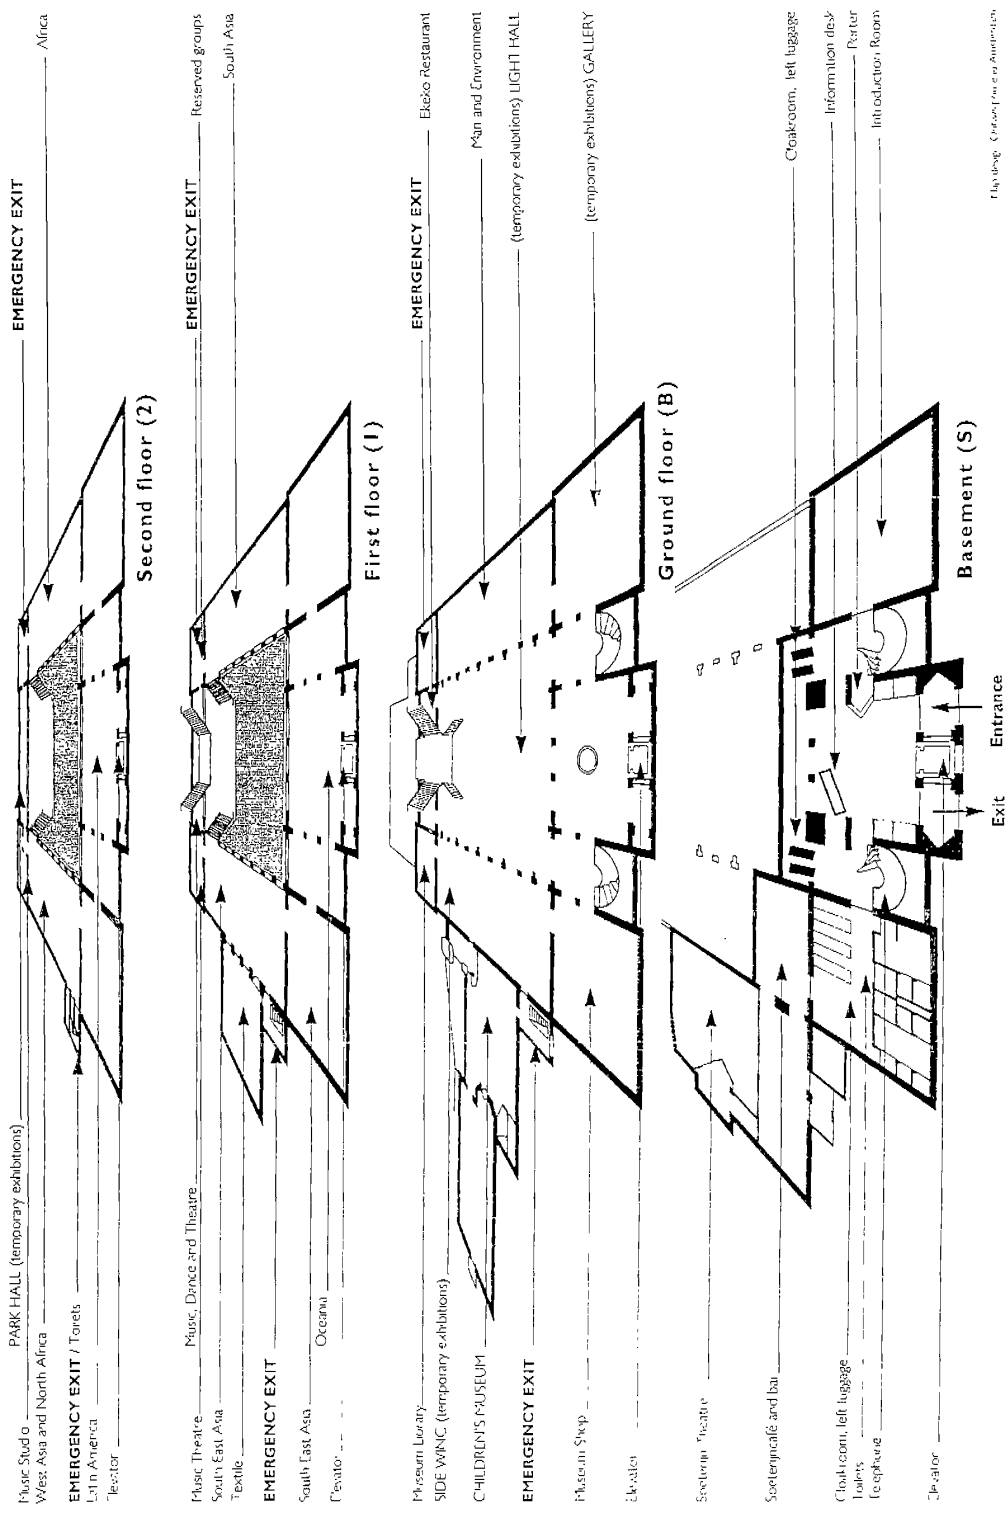 PARK HALL (temporary exhibitions)
Music Studio
West Asia and North Africa
EMERGENCY EXIT / Toilets
Latin America
Elevator
EMERGENCY EXIT
Africa
Second floor (2)
Music, Dance and Theatre
Music Theatre
South East Asia
Textile
EMERGENCY EXIT
South East Asia
Oceania
Elevator
EMERGENCY EXIT
Reserved groups
South Asia
First floor (1)
Museum Library
SIDE WING (temporary exhibitions)
CHILDREN'S MUSEUM
EMERGENCY EXIT
Museum Shop
Elevator
EMERGENCY EXIT
Ekeko Restaurant
Man and Environment
(temporary exhibitions) LIGHT HALL
(temporary exhibitions) GALLERY
Ground floor (B)
Soeterijn Theatre
Soeterijncafé and bar
Cloakroom, left luggage
Toilets
Telephone
Elevator
Cloakroom, left luggage
Information desk
Porter
Introduction Room
Basement (S)
Exit
Entrance
Map design
Amsterdam